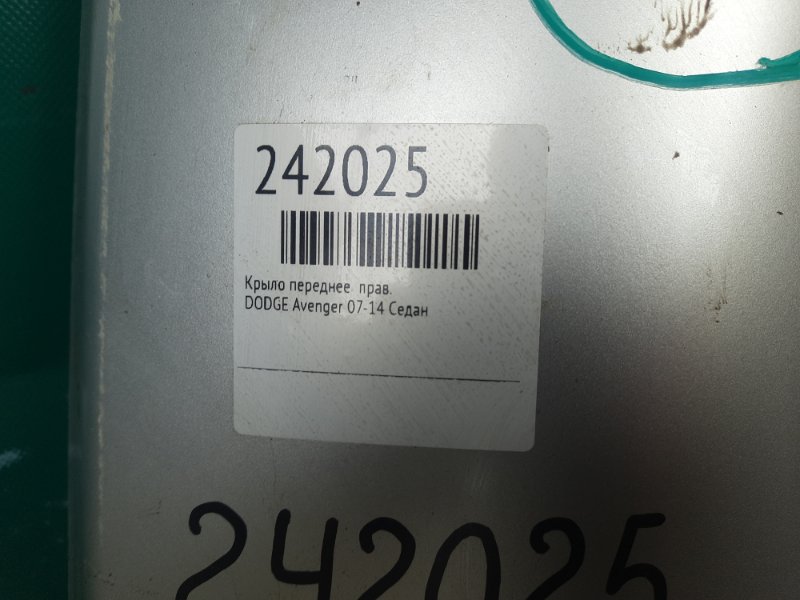 242025
Крыло переднее прав.
DODGE Avenger 07-14 Седан
242025